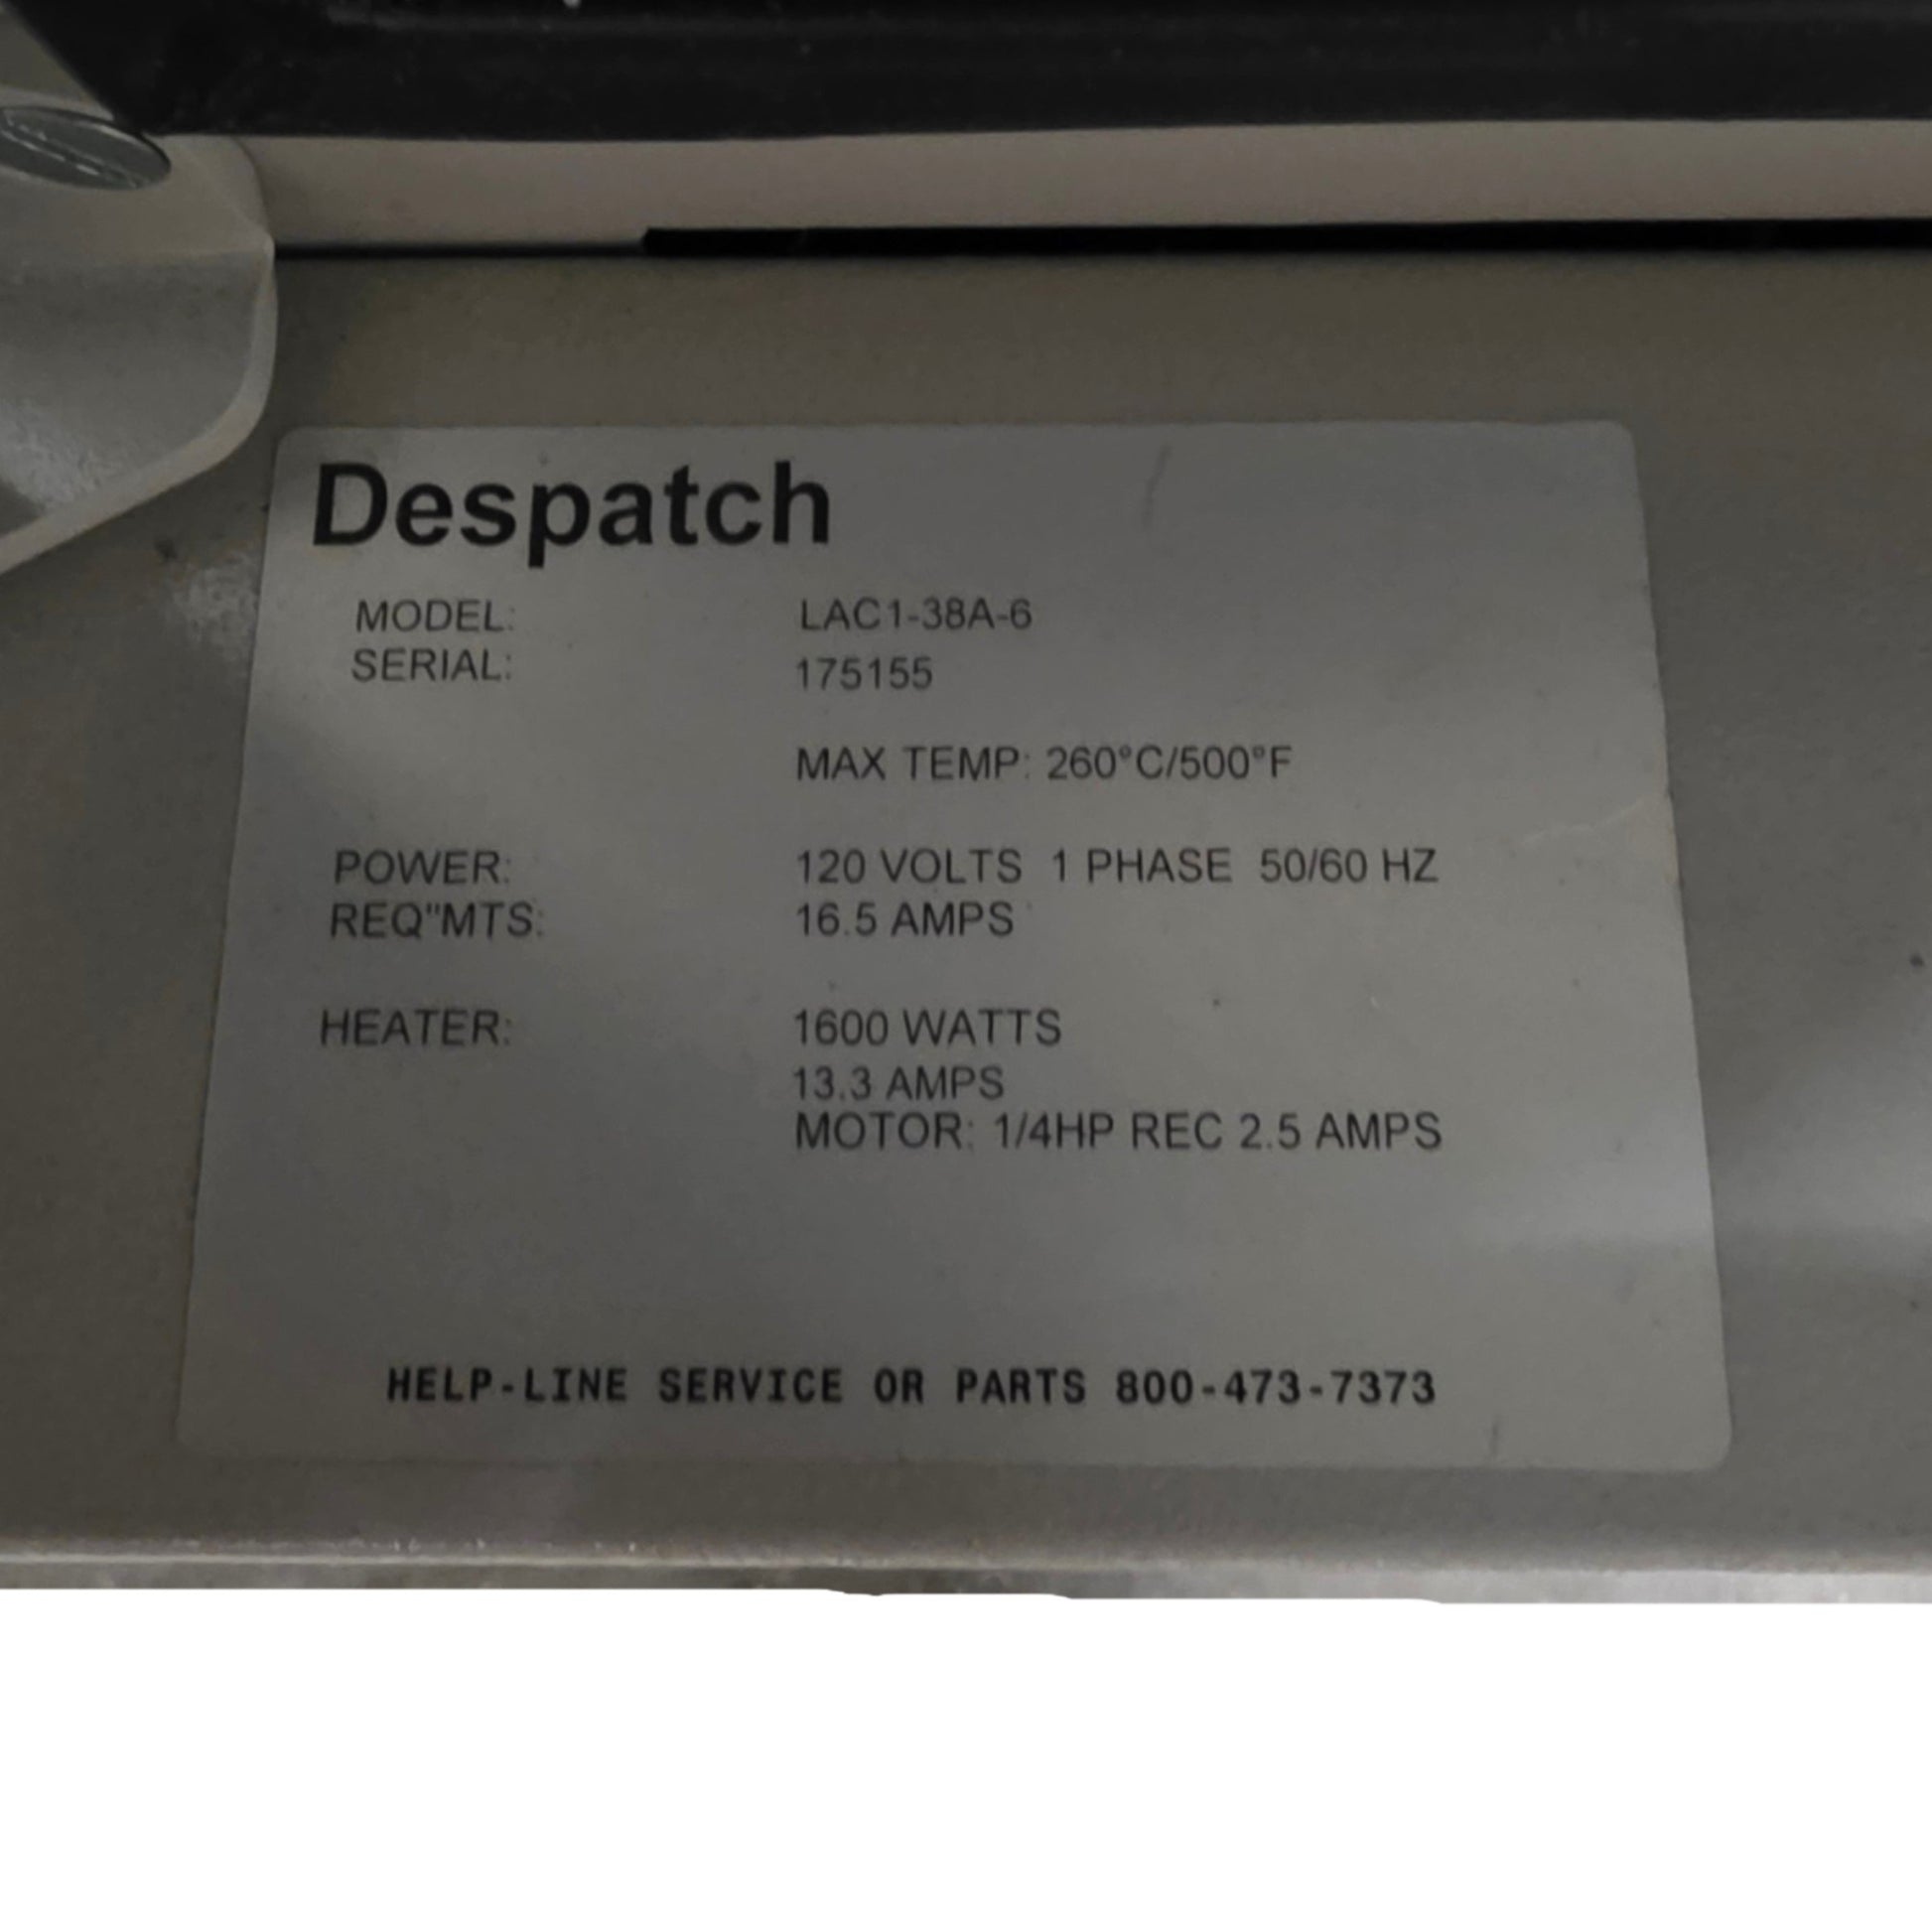 Despatch
MODEL: LAC1-38A-6
SERIAL: 175155
MAX TEMP: 260°C/500°F
POWER: 120 VOLTS 1 PHASE 50/60 HZ
REQ"MTS: 16.5 AMPS
HEATER: 1600 WATTS
13.3 AMPS
MOTOR: 1/4HP REC 2.5 AMPS
HELP-LINE SERVICE OR PARTS 800-473-7373